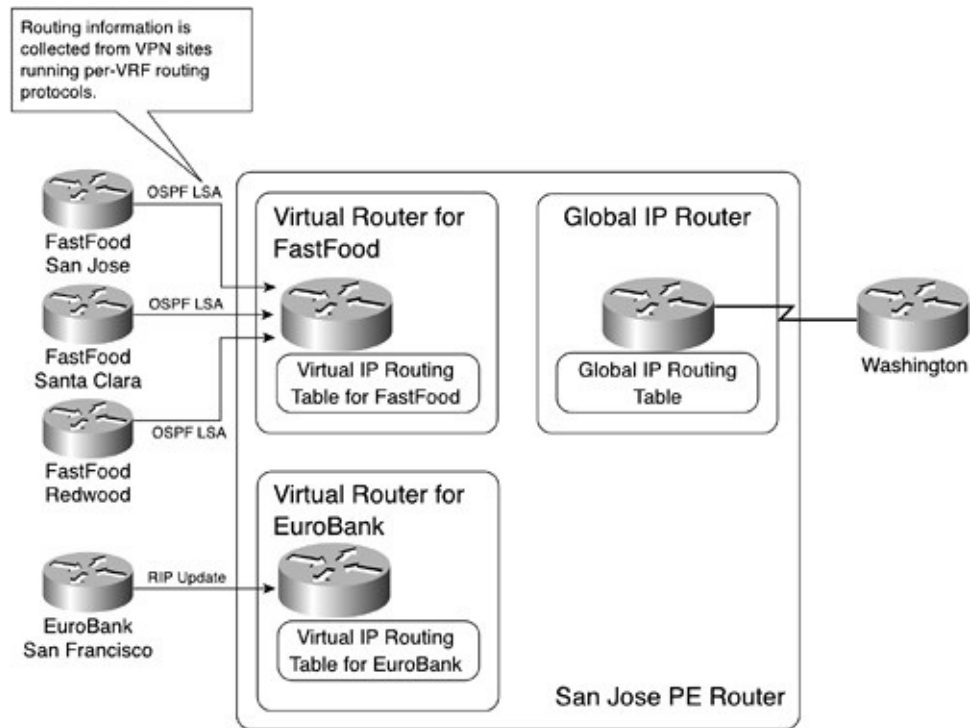 Routing information is
collected from VPN sites
running per-VRF routing
protocols.
OSPF LSA
FastFood
San Jose
OSPF LSA
FastFood
Santa Clara
OSPF LSA
FastFood
Redwood
RIP Update
EuroBank
San Francisco
Virtual Router for
FastFood
Virtual IP Routing
Table for FastFood
Virtual Router for
EuroBank
Virtual IP Routing
Table for EuroBank
Global IP Router
Global IP Routing
Table
Washington
San Jose PE Router